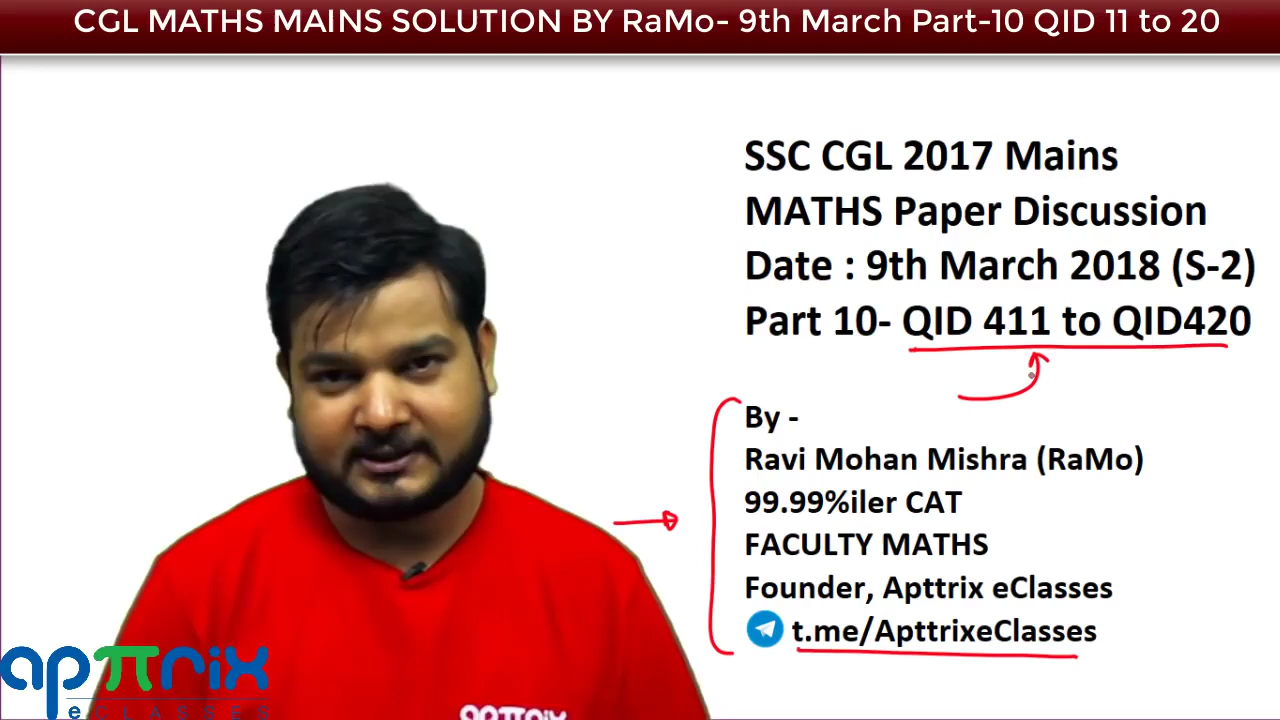 CGL MATHS MAINS SOLUTION BY RaMo- 9th March Part-10 QID 11 to 20
SSC CGL 2017 Mains
MATHS Paper Discussion
Date : 9th March 2018 (S-2)
Part 10- QID 411 to QID420
By -
Ravi Mohan Mishra (RaMo)
99.99%iler CAT
FACULTY MATHS
Founder, Apttrix eClasses
t.me/ApttrixeClasses
apττrix
eCLASSES
apττrix